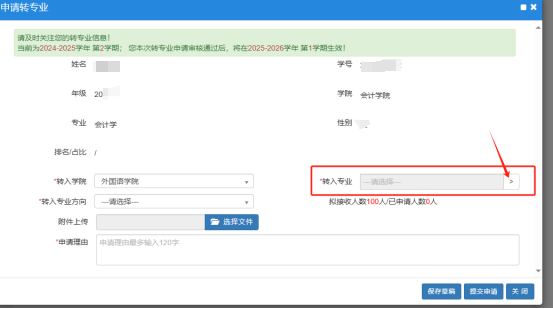 申请转专业
请及时关注您的转专业信息！
当前为2024-2025学年 第2学期； 您本次转专业申请审核通过后，将在2025-2026学年 第1学期生效！
姓名 学号
年级 20 学院 会计学院
专业 会计学 性别
排名/占比 /
*转入学院 外国语学院 *转入专业 ---请选择---
*转入专业方向 ---请选择--- 拟接收人数100人/已申请人数0人
附件上传 选择文件
*申请理由 申请理由最多输入120字
保存草稿 提交申请 关 闭